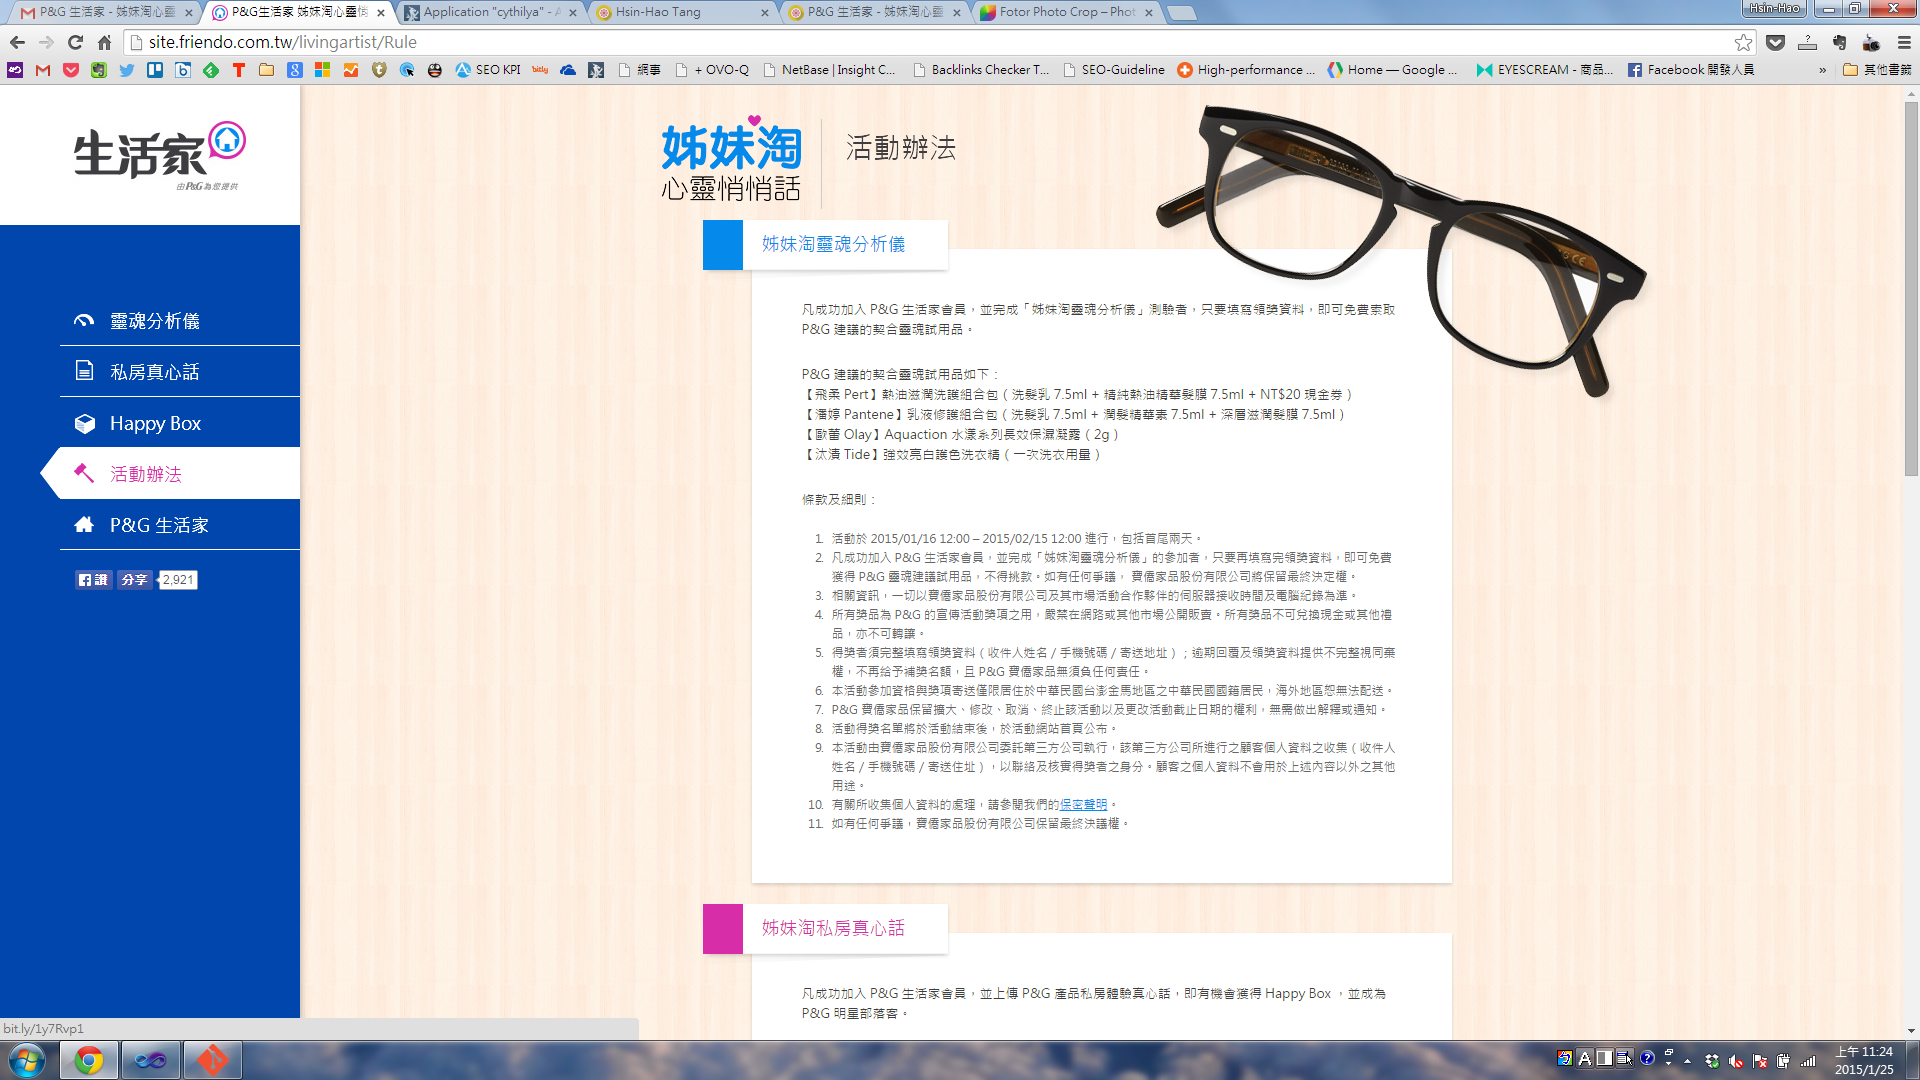 P&G 生活家 - 姊妹淘心靈
P&G生活家 姊妹淘心靈悄
Application "cythilya" - A
Hsin-Hao Tang
P&G 生活家 - 姊妹淘心靈
Fotor Photo Crop – Phot
Hsin-Hao
site.friendo.com.tw/livingartist/Rule
SEO KPI
bitly
網事
+ OVO-Q
NetBase | Insight C...
Backlinks Checker T...
SEO-Guideline
High-performance ...
Home — Google ...
EYESCREAM - 商品...
Facebook 開發人員
»
其他書籤
生活家
由P&G為您提供
靈魂分析儀
私房真心話
Happy Box
活動辦法
P&G 生活家
讚 分享 2,921
姊妹淘
心靈悄悄話
活動辦法
姊妹淘靈魂分析儀
凡成功加入 P&G 生活家會員，並完成「姊妹淘靈魂分析儀」測驗者，只要填寫領獎資料，即可免費索取
P&G 建議的契合靈魂試用品。
P&G 建議的契合靈魂試用品如下：
【飛柔 Pert】熱油滋潤洗護組合包（洗髮乳 7.5ml + 精純熱油精華髮膜 7.5ml + NT$20 現金券）
【潘婷 Pantene】乳液修護組合包（洗髮乳 7.5ml + 潤髮精華素 7.5ml + 深層滋潤髮膜 7.5ml）
【歐蕾 Olay】Aquaction 水漾系列長效保濕凝露（2g）
【汰漬 Tide】強效亮白護色洗衣精（一次洗衣用量）
條款及細則：
1. 活動於 2015/01/16 12:00 – 2015/02/15 12:00 進行，包括首尾兩天。
2. 凡成功加入 P&G 生活家會員，並完成「姊妹淘靈魂分析儀」的參加者，只要再填寫完領獎資料，即可免費
獲得 P&G 靈魂建議試用品，不得挑款。如有任何爭議， 寶僑家品股份有限公司將保留最終決定權。
3. 相關資訊，一切以寶僑家品股份有限公司及其市場活動合作夥伴的伺服器接收時間及電腦紀錄為準。
4. 所有獎品為 P&G 的宣傳活動獎項之用，嚴禁在網路或其他市場公開販賣。所有獎品不可兌換現金或其他禮
品，亦不可轉讓。
5. 得獎者須完整填寫領獎資料（收件人姓名 / 手機號碼 / 寄送地址）；逾期回覆及領獎資料提供不完整視同棄
權，不再給予補獎名額，且 P&G 寶僑家品無須負任何責任。
6. 本活動參加資格與獎項寄送僅限居住於中華民國台澎金馬地區之中華民國國籍居民，海外地區恕無法配送。
7. P&G 寶僑家品保留擴大、修改、取消、終止該活動以及更改活動截止日期的權利，無需做出解釋或通知。
8. 活動得獎名單將於活動結束後，於活動網站首頁公布。
9. 本活動由寶僑家品股份有限公司委託第三方公司執行，該第三方公司所進行之顧客個人資料之收集（收件人
姓名 / 手機號碼 / 寄送住址），以聯絡及核實得獎者之身分。顧客之個人資料不會用於上述內容以外之其他
用途。
10. 有關所收集個人資料的處理，請參閱我們的保密聲明。
11. 如有任何爭議，寶僑家品股份有限公司保留最終決議權。
姊妹淘私房真心話
凡成功加入 P&G 生活家會員，並上傳 P&G 產品私房體驗真心話，即有機會獲得 Happy Box ，並成為
P&G 明星部落客。
bit.ly/1y7Rvp1
上午 11:24
2015/1/25